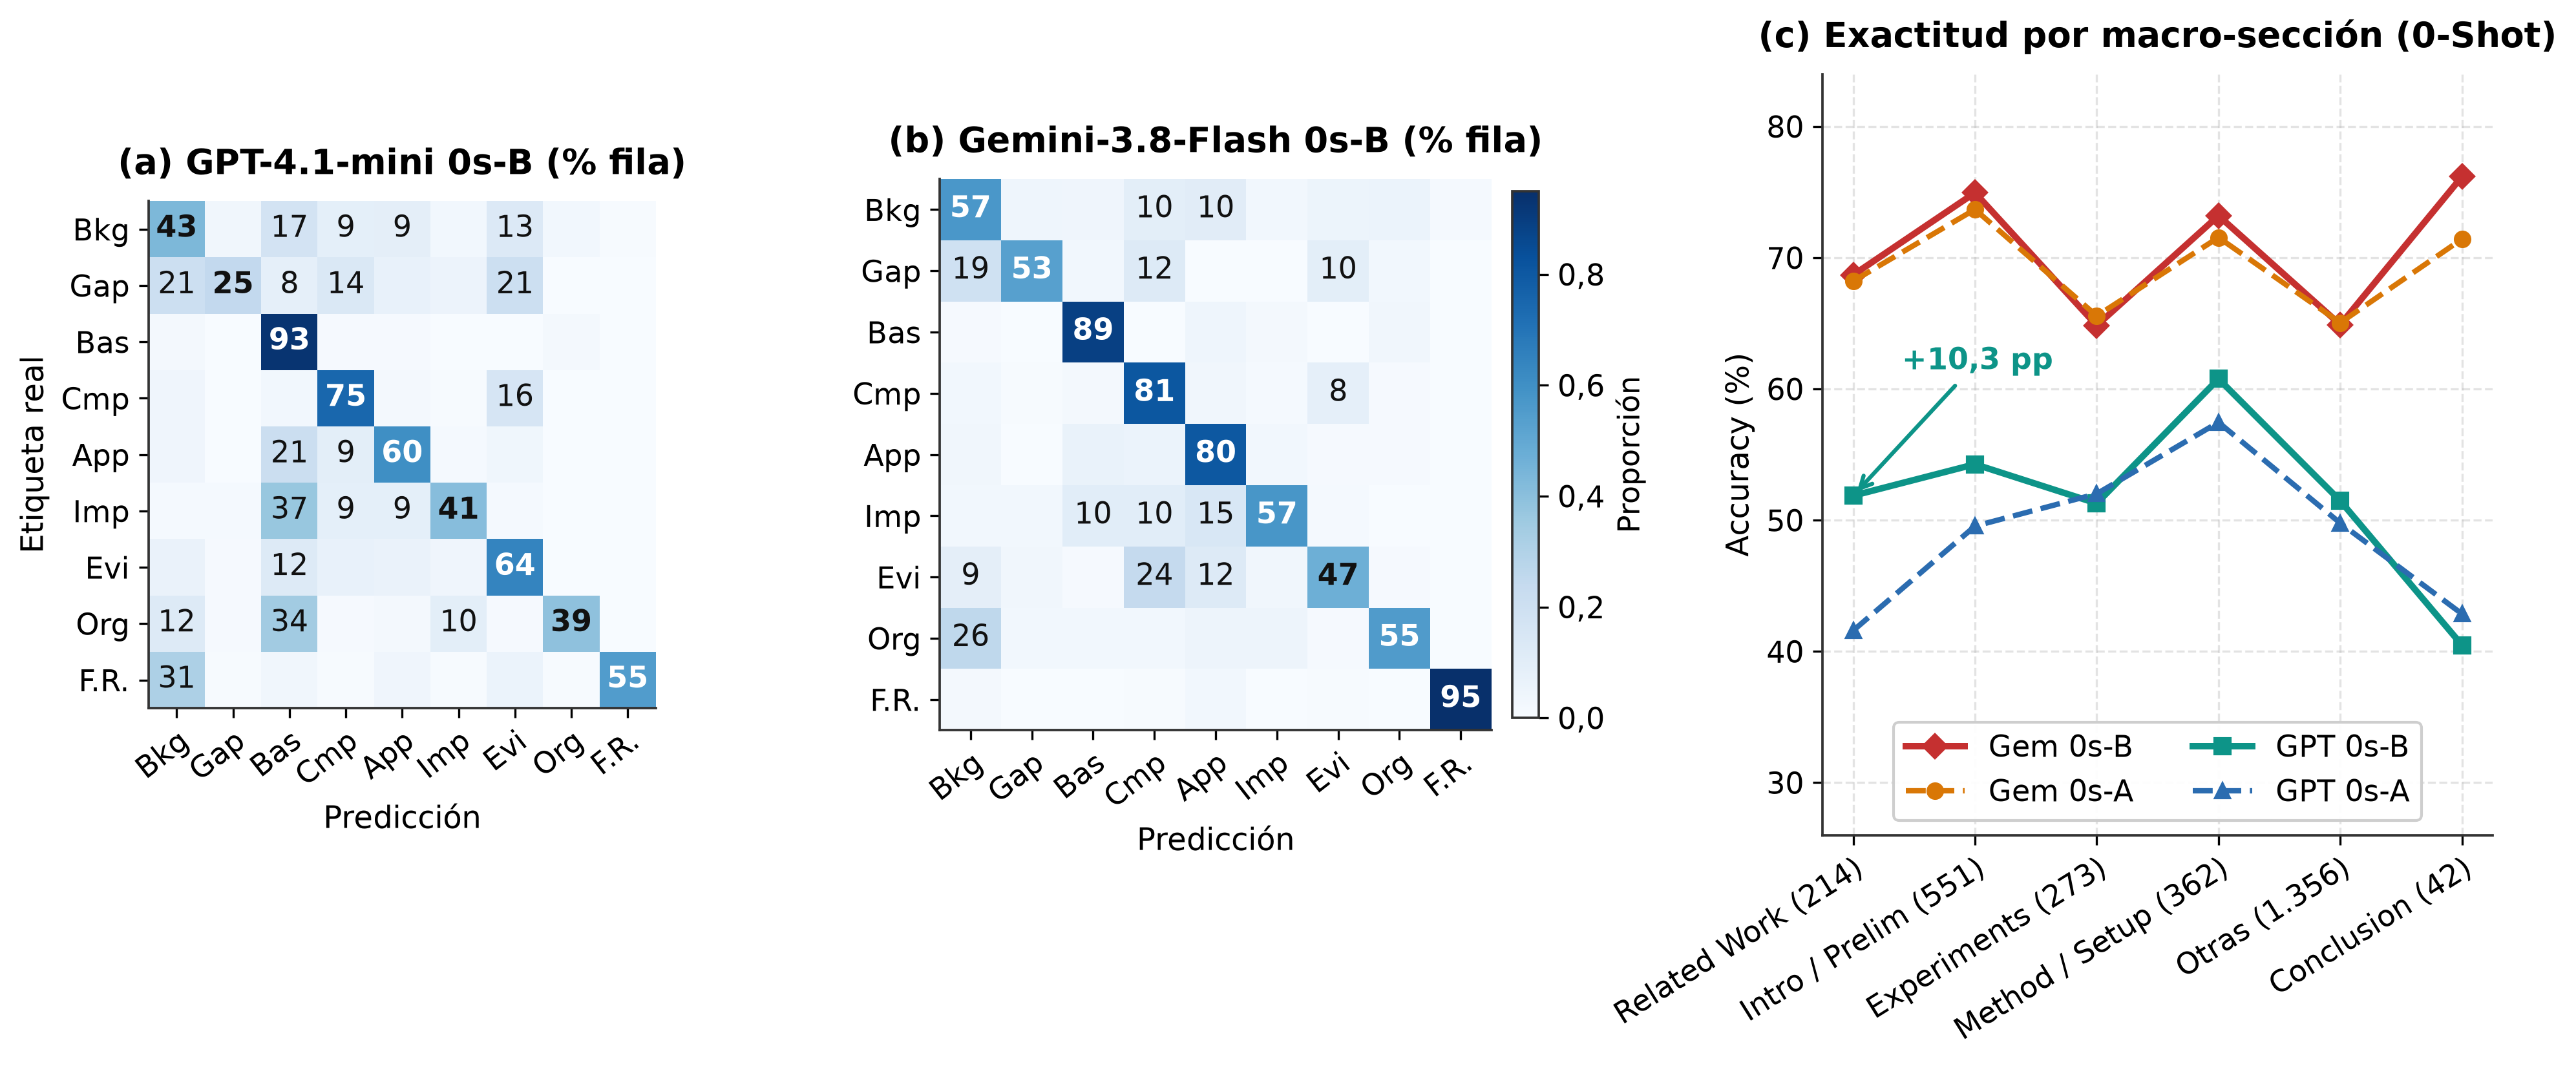 (a) GPT-4.1-mini 0s-B (% fila)
Etiqueta real
Bkg 43 17 9 9 13
Gap 21 25 8 14 21
Bas 93
Cmp 75 16
App 21 9 60
Imp 37 9 9 41
Evi 12 64
Org 12 34 10 39
F.R. 31 55
Bkg Gap Bas Cmp App Imp Evi Org F.R.
Predicción
(b) Gemini-3.8-Flash 0s-B (% fila)
Bkg 57 10 10
Gap 19 53 12 10
Bas 89
Cmp 81 8
App 80
Imp 10 10 15 57
Evi 9 24 12 47
Org 26 55
F.R. 95
Bkg Gap Bas Cmp App Imp Evi Org F.R.
Predicción
0,8
0,6
0,4
0,2
0,0
Proporción
(c) Exactitud por macro-sección (0-Shot)
Accuracy (%)
80
70
60
50
40
30
+10,3 pp
Gem 0s-B GPT 0s-B
Gem 0s-A GPT 0s-A
Related Work (214)
Intro / Prelim (551)
Experiments (273)
Method / Setup (362)
Otras (1.356)
Conclusion (42)